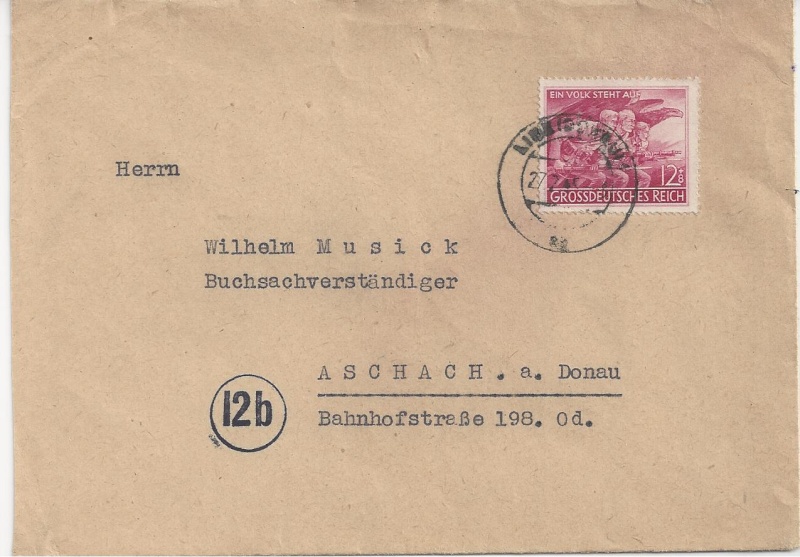 EIN VOLK STEHT AUF
12+8
GROSSDEUTSCHES REICH
Herrn
Wilhelm Musick
Buchsachverständiger
ASCHACH. a. Donau
12b
Bahnhofstraße 198. Od.